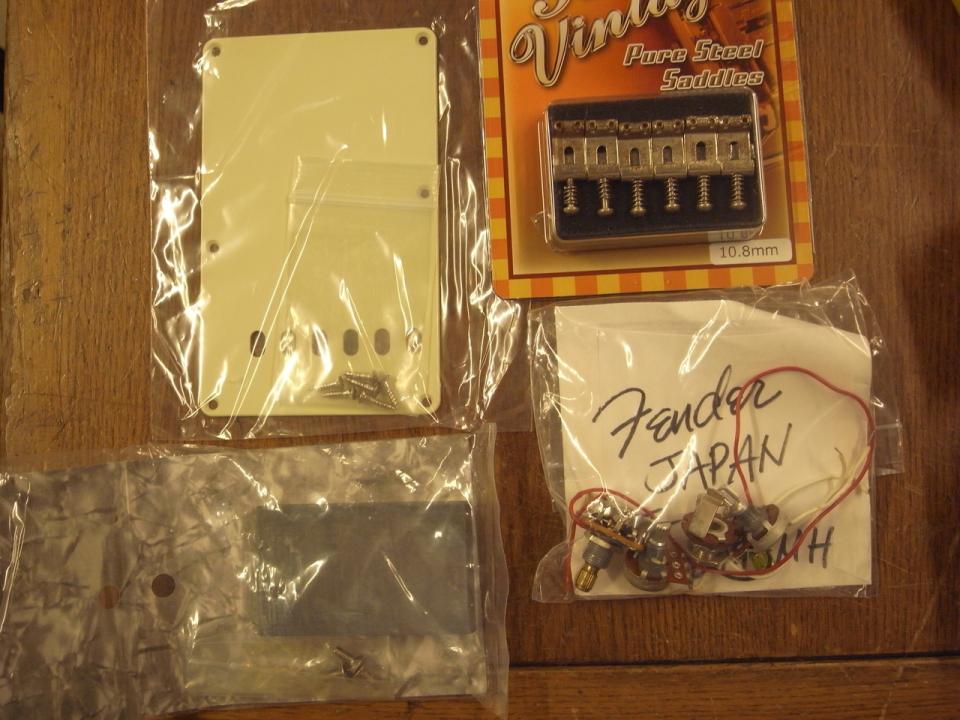 Vintage
Pure Steel
Saddles
10.8mm
Fender
JAPAN